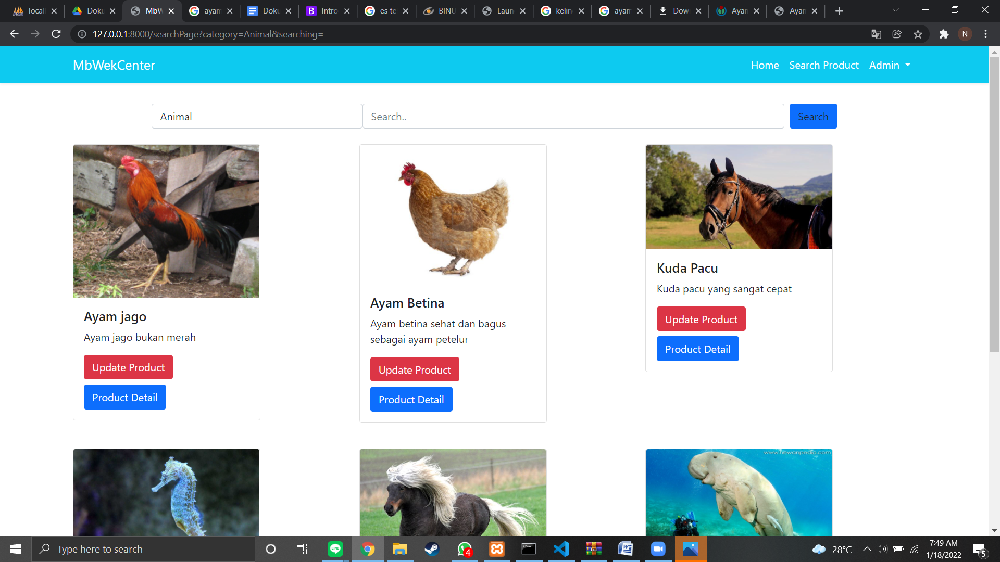 locall
Doku
MbW
ayam
Doku
Intro
es tel
BINU
Laun
kelin
ayam
Down
Ayan
Ayan
127.0.0.1:8000/searchPage?category=Animal&searching=
N
MbWekCenter
Home
Search Product
Admin
Animal
Search..
Search
Ayam jago
Ayam jago bukan merah
Update Product
Product Detail
Ayam Betina
Ayam betina sehat dan bagus
sebagai ayam petelur
Update Product
Product Detail
Kuda Pacu
Kuda pacu yang sangat cepat
Update Product
Product Detail
www.hewanpedia.com
Type here to search
LINE
4
28°C
7:49 AM
1/18/2022
5